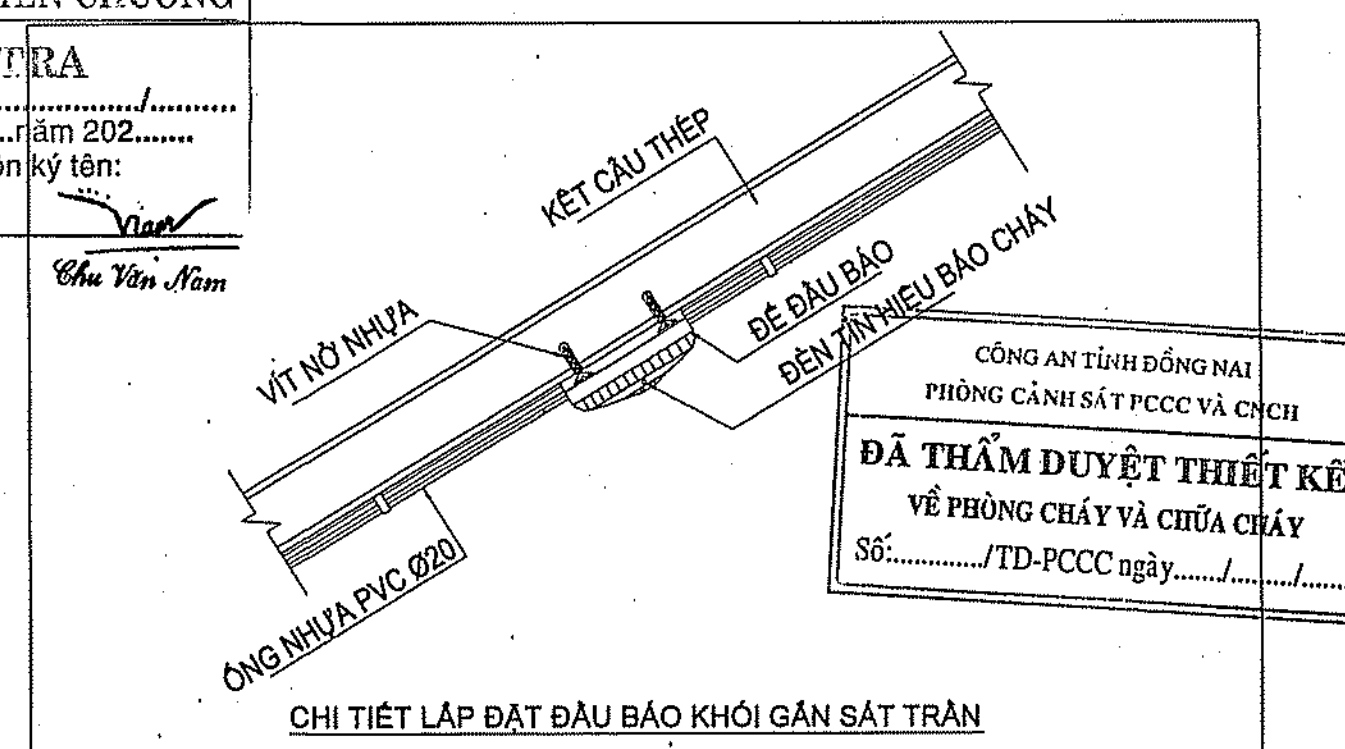 TRA
............/..........
...năm 202.......
ký tên:
Nam
Chu Văn Nam
KẾT CẤU THÉP
VÍT NỞ NHỰA
ĐẾ ĐẦU BÁO
ĐÈN TÍN HIỆU BÁO CHÁY
ỐNG NHỰA PVC Ø20
CÔNG AN TỈNH ĐỒNG NAI
PHÒNG CẢNH SÁT PCCC VÀ CNCH
ĐÃ THẨM DUYỆT THIẾT KẾ
VỀ PHÒNG CHÁY VÀ CHỮA CHÁY
Số:............/TD-PCCC ngày......./........./.......
CHI TIẾT LẮP ĐẶT ĐẦU BÁO KHÓI GẮN SÁT TRẦN